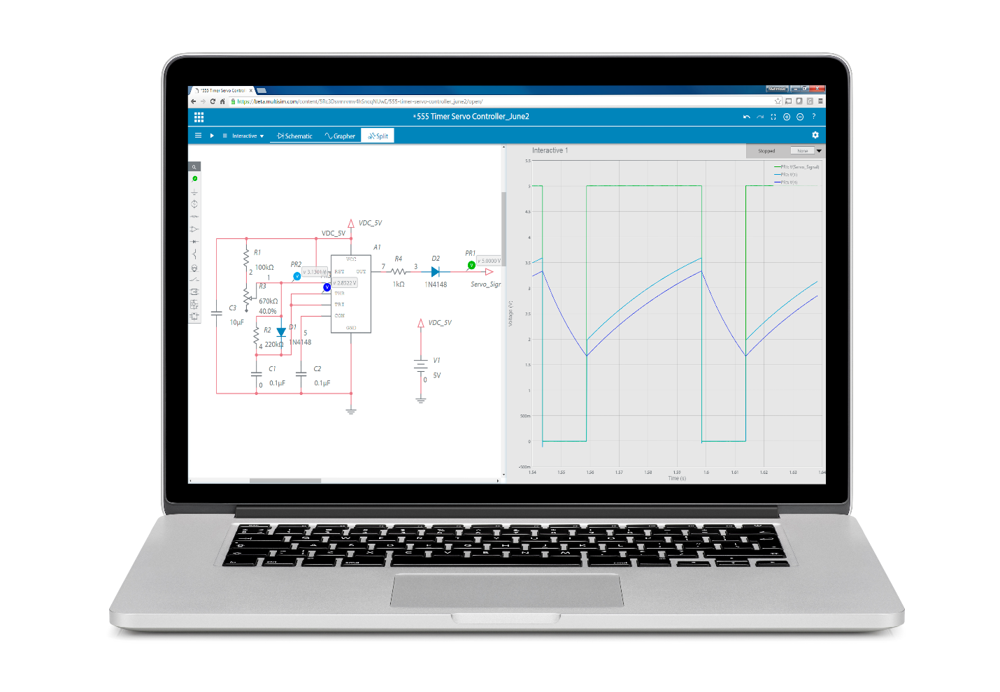 *555 Timer Servo Control
Mahmoud
https://beta.multisim.com/content/5Rc3Dsvmrvmv4hSncqNUwE/555-timer-servo-controller_june2/open/
*555 Timer Servo Controller_June2
?
Interactive
Schematic
Grapher
Split
Interactive 1
Stopped
None
PR1: V(Servo_Signal)
PR2: V(1)
PR3: V(4)
VDC_5V
VDC_5V
A1
VCC
R1
100kΩ
2
1
PR2
V
V 3.1301 V
RST
OUT
7
R4
1kΩ
3
D2
1N4148
PR1
V
V 5.0000 V
Servo_Sigr
R3
670kΩ
40.0%
V
V 2.8522 V
THR
TRI
CON
GND
C3
10µF
R2
220kΩ
4
D1
1N4148
5
C1
0.1µF
0
C2
0.1µF
VDC_5V
V1
5V
0
5.5
5
4.5
4
3.5
3
2.5
2
1.5
1
500m
0
-500m
Voltage (V)
1.54
1.55
1.56
1.57
1.58
1.59
1.6
1.61
1.62
1.63
1.64
Time (s)